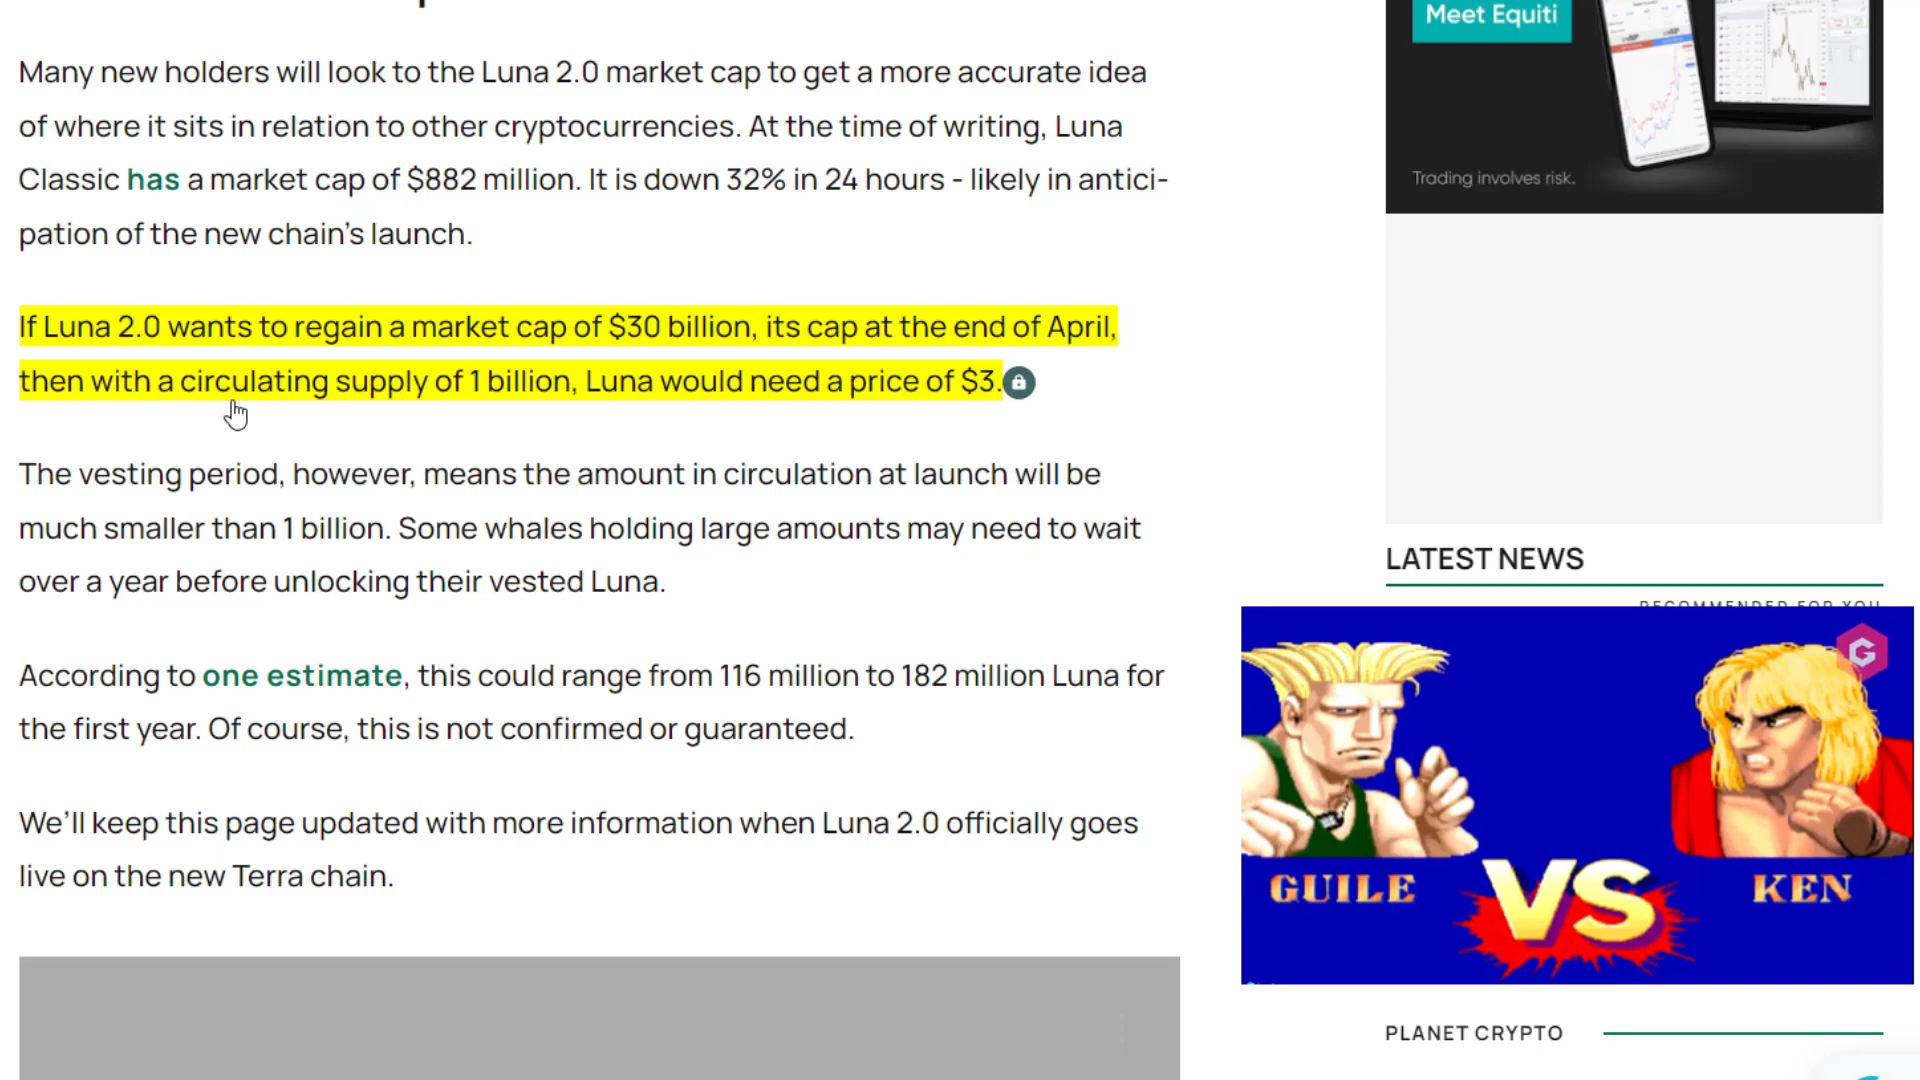 Meet Equiti
Many new holders will look to the Luna 2.0 market cap to get a more accurate idea
of where it sits in relation to other cryptocurrencies. At the time of writing, Luna
Classic has a market cap of $882 million. It is down 32% in 24 hours - likely in antici-
pation of the new chain's launch.
Trading involves risk.
If Luna 2.0 wants to regain a market cap of $30 billion, its cap at the end of April,
then with a circulating supply of 1 billion, Luna would need a price of $3.
The vesting period, however, means the amount in circulation at launch will be
much smaller than 1 billion. Some whales holding large amounts may need to wait
over a year before unlocking their vested Luna.
According to one estimate, this could range from 116 million to 182 million Luna for
the first year. Of course, this is not confirmed or guaranteed.
We'll keep this page updated with more information when Luna 2.0 officially goes
live on the new Terra chain.
LATEST NEWS
RECOMMENDED FOR YOU
G
GUILE VS KEN
PLANET CRYPTO